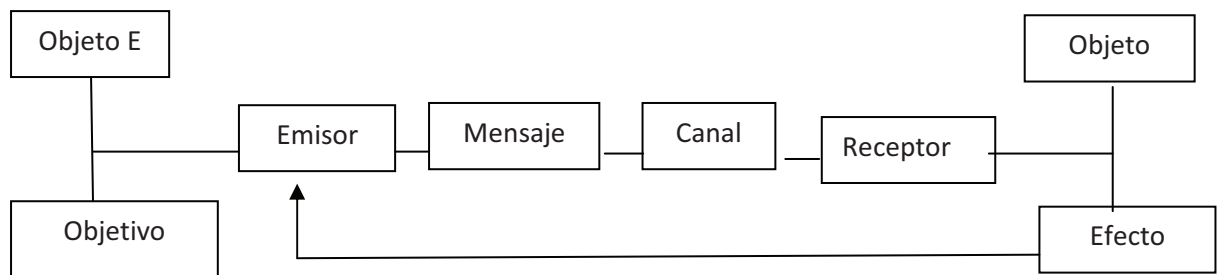 Objeto E
Objeto
Emisor
Mensaje
Canal
Receptor
Objetivo
Efecto